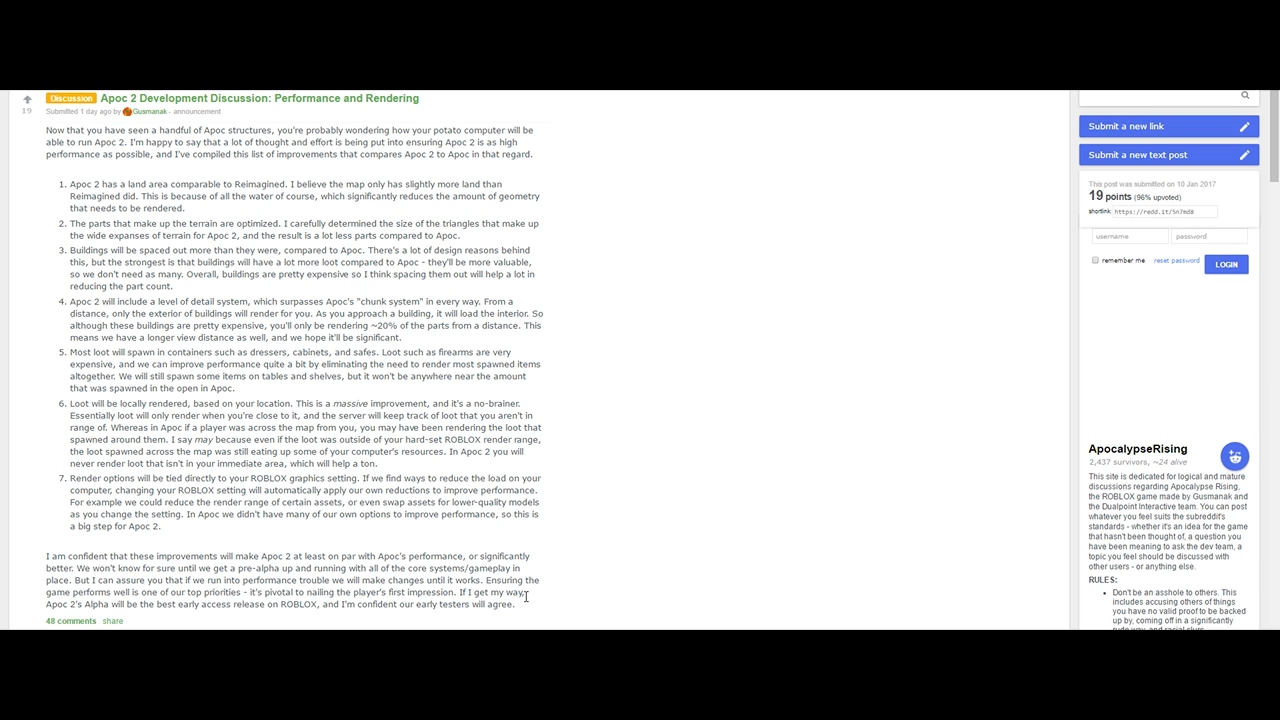 Discussion Apoc 2 Development Discussion: Performance and Rendering
19
Submitted 1 day ago by Gusmanak - announcement
Now that you have seen a handful of Apoc structures, you're probably wondering how your potato computer will be
able to run Apoc 2. I'm happy to say that a lot of thought and effort is being put into ensuring Apoc 2 is as high
performance as possible, and I've compiled this list of improvements that compares Apoc 2 to Apoc in that regard.
1. Apoc 2 has a land area comparable to Reimagined. I believe the map only has slightly more land than
Reimagined did. This is because of all the water of course, which significantly reduces the amount of geometry
that needs to be rendered.
2. The parts that make up the terrain are optimized. I carefully determined the size of the triangles that make up
the wide expanses of terrain for Apoc 2, and the result is a lot less parts compared to Apoc.
3. Buildings will be spaced out more than they were, compared to Apoc. There's a lot of design reasons behind
this, but the strongest is that buildings will have a lot more loot compared to Apoc - they'll be more valuable,
so we don't need as many. Overall, buildings are pretty expensive so I think spacing them out will help a lot in
reducing the part count.
4. Apoc 2 will include a level of detail system, which surpasses Apoc's "chunk system" in every way. From a
distance, only the exterior of buildings will render for you. As you approach a building, it will load the interior. So
although these buildings are pretty expensive, you'll only be rendering ~20% of the parts from a distance. This
means we have a longer view distance as well, and we hope it'll be significant.
5. Most loot will spawn in containers such as dressers, cabinets, and safes. Loot such as firearms are very
expensive, and we can improve performance quite a bit by eliminating the need to render most spawned items
altogether. We will still spawn some items on tables and shelves, but it won't be anywhere near the amount
that was spawned in the open in Apoc.
6. Loot will be locally rendered, based on your location. This is a massive improvement, and it's a no-brainer.
Essentially loot will only render when you're close to it, and the server will keep track of loot that you aren't in
range of. Whereas in Apoc if a player was across the map from you, you may have been rendering the loot that
spawned around them. I say may because even if the loot was outside of your hard-set ROBLOX render range,
the loot spawned across the map was still eating up some of your computer's resources. In Apoc 2 you will
never render loot that isn't in your immediate area, which will help a ton.
7. Render options will be tied directly to your ROBLOX graphics setting. If we find ways to reduce the load on your
computer, changing your ROBLOX setting will automatically apply our own reductions to improve performance.
For example we could reduce the render range of certain assets, or even swap assets for lower-quality models
as you change the setting. In Apoc we didn't have many of our own options to improve performance, so this is
a big step for Apoc 2.
I am confident that these improvements will make Apoc 2 at least on par with Apoc's performance, or significantly
better. We won't know for sure until we get a pre-alpha up and running with all of the core systems/gameplay in
place. But I can assure you that if we run into performance trouble we will make changes until it works. Ensuring the
game performs well is one of our top priorities - it's pivotal to nailing the player's first impression. If I get my way,
Apoc 2's Alpha will be the best early access release on ROBLOX, and I'm confident our early testers will agree.
48 comments share
Submit a new link
Submit a new text post
This post was submitted on 10 Jan 2017
19 points (96% upvoted)
shortlink: https://redd.it/5n7md8
username password
remember me reset password LOGIN
ApocalypseRising
2,437 survivors, ~24 alive
This site is dedicated for logical and mature
discussions regarding Apocalypse Rising,
the ROBLOX game made by Gusmanak and
the Dualpoint Interactive team. You can post
whatever you feel suits the subreddit's
standards - whether it's an idea for the game
that hasn't been thought of, a question you
have been meaning to ask the dev team, a
topic you feel should be discussed with
other users - or anything else.
RULES:
Don't be an asshole to others. This
includes accusing others of things
you have no valid proof to be backed
up by, coming off in a significantly